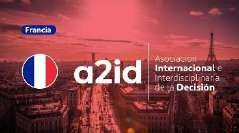 Francia
a2id
Asociación
Internacional e
Interdisciplinaria
de la Decisión